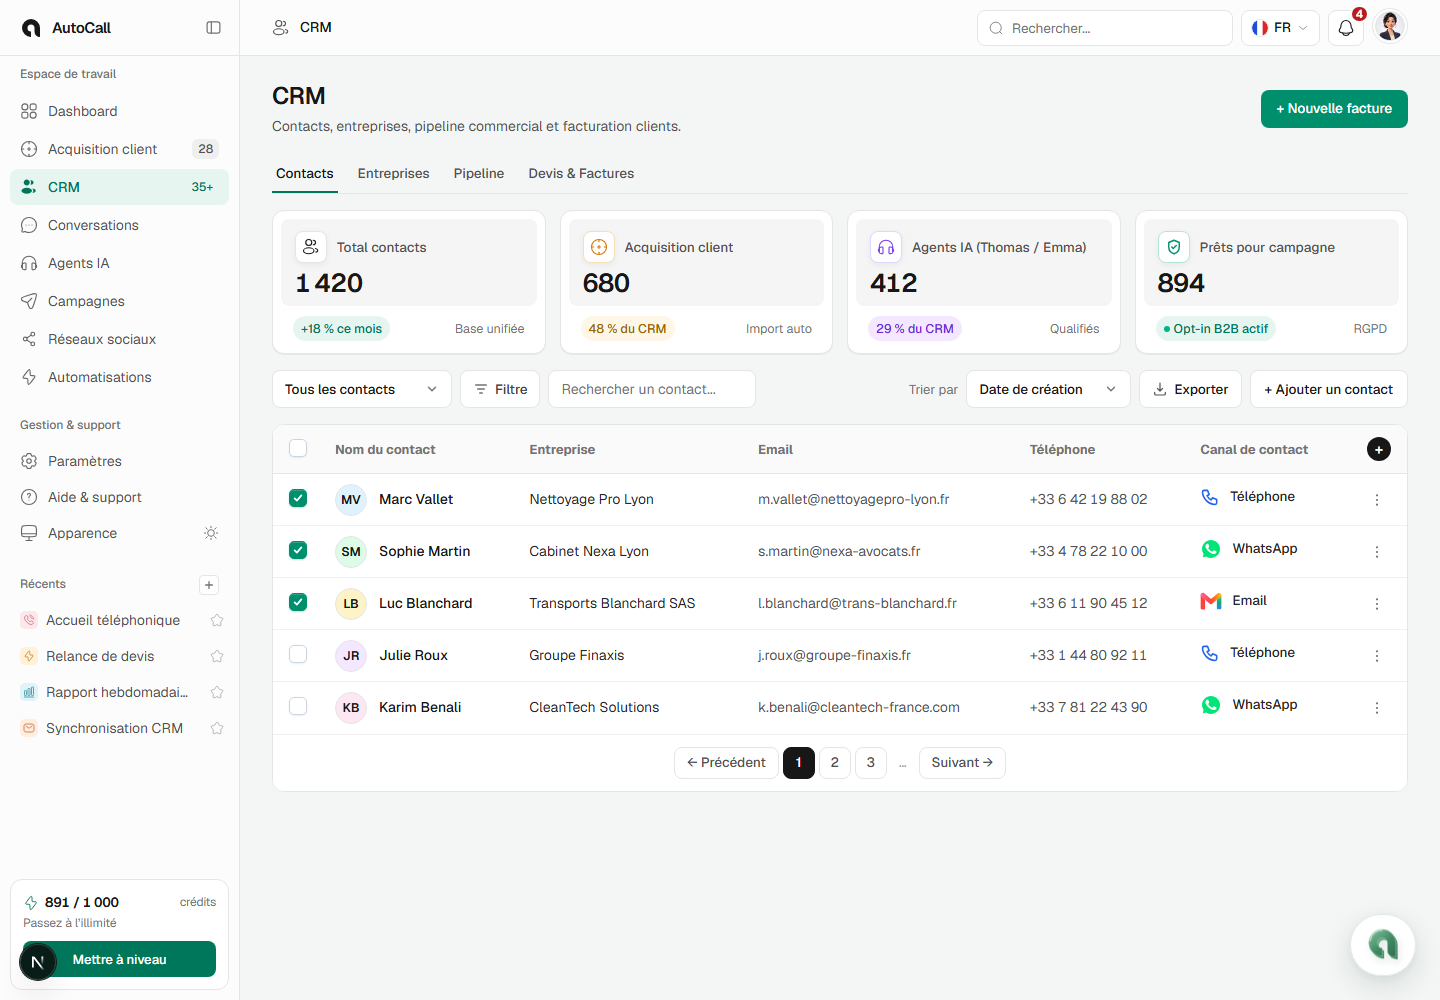 AutoCall
CRM
Rechercher...
FR
4
Espace de travail
Dashboard
Acquisition client 28
CRM 35+
Conversations
Agents IA
Campagnes
Réseaux sociaux
Automatisations
Gestion & support
Paramètres
Aide & support
Apparence
Récents +
Accueil téléphonique
Relance de devis
Rapport hebdomadai...
Synchronisation CRM
891 / 1 000 crédits
Passez à l'illimité
N Mettre à niveau
CRM
Contacts, entreprises, pipeline commercial et facturation clients.
+ Nouvelle facture
Contacts Entreprises Pipeline Devis & Factures
Total contacts
1 420
+18 % ce mois Base unifiée
Acquisition client
680
48 % du CRM Import auto
Agents IA (Thomas / Emma)
412
29 % du CRM Qualifiés
Prêts pour campagne
894
Opt-in B2B actif RGPD
Tous les contacts Filtre Rechercher un contact... Trier par Date de création Exporter + Ajouter un contact
Nom du contact Entreprise Email Téléphone Canal de contact +
MV Marc Vallet Nettoyage Pro Lyon m.vallet@nettoyagepro-lyon.fr +33 6 42 19 88 02 Téléphone
SM Sophie Martin Cabinet Nexa Lyon s.martin@nexa-avocats.fr +33 4 78 22 10 00 WhatsApp
LB Luc Blanchard Transports Blanchard SAS l.blanchard@trans-blanchard.fr +33 6 11 90 45 12 Email
JR Julie Roux Groupe Finaxis j.roux@groupe-finaxis.fr +33 1 44 80 92 11 Téléphone
KB Karim Benali CleanTech Solutions k.benali@cleantech-france.com +33 7 81 22 43 90 WhatsApp
← Précédent 1 2 3 ... Suivant →